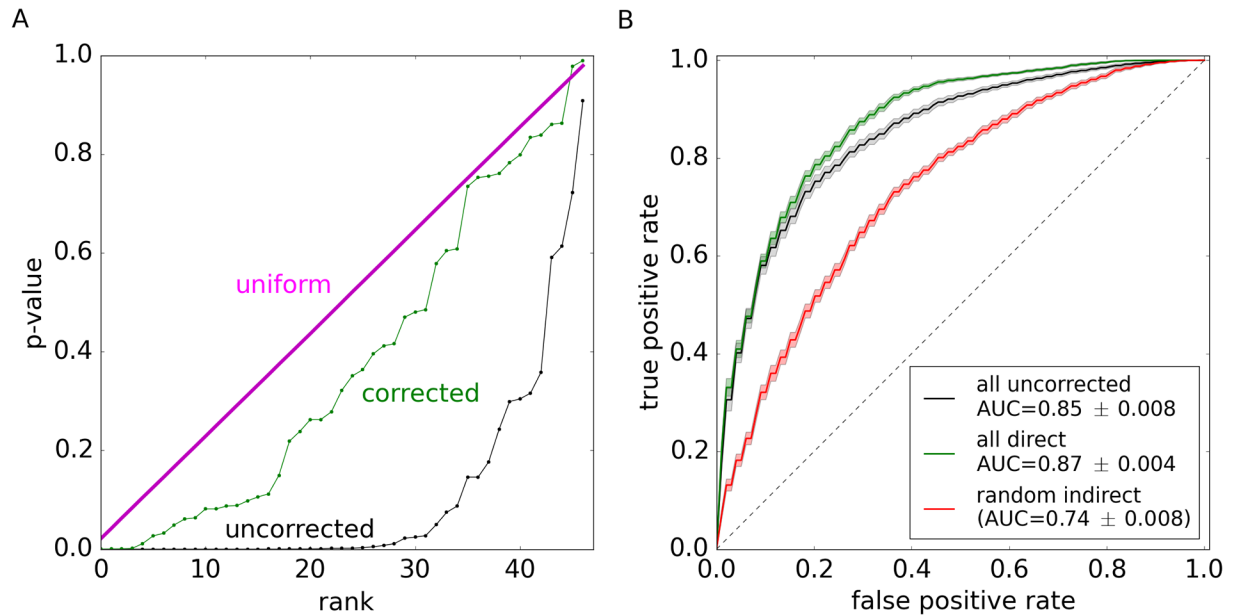 A
B
1.0
0.8
0.6
0.4
0.2
0.0
p-value
uniform
corrected
uncorrected
0
10
20
30
40
rank
1.0
0.8
0.6
0.4
0.2
0.0
true positive rate
all uncorrected
AUC=0.85 ± 0.008
all direct
AUC=0.87 ± 0.004
random indirect
(AUC=0.74 ± 0.008)
0.0
0.2
0.4
0.6
0.8
1.0
false positive rate